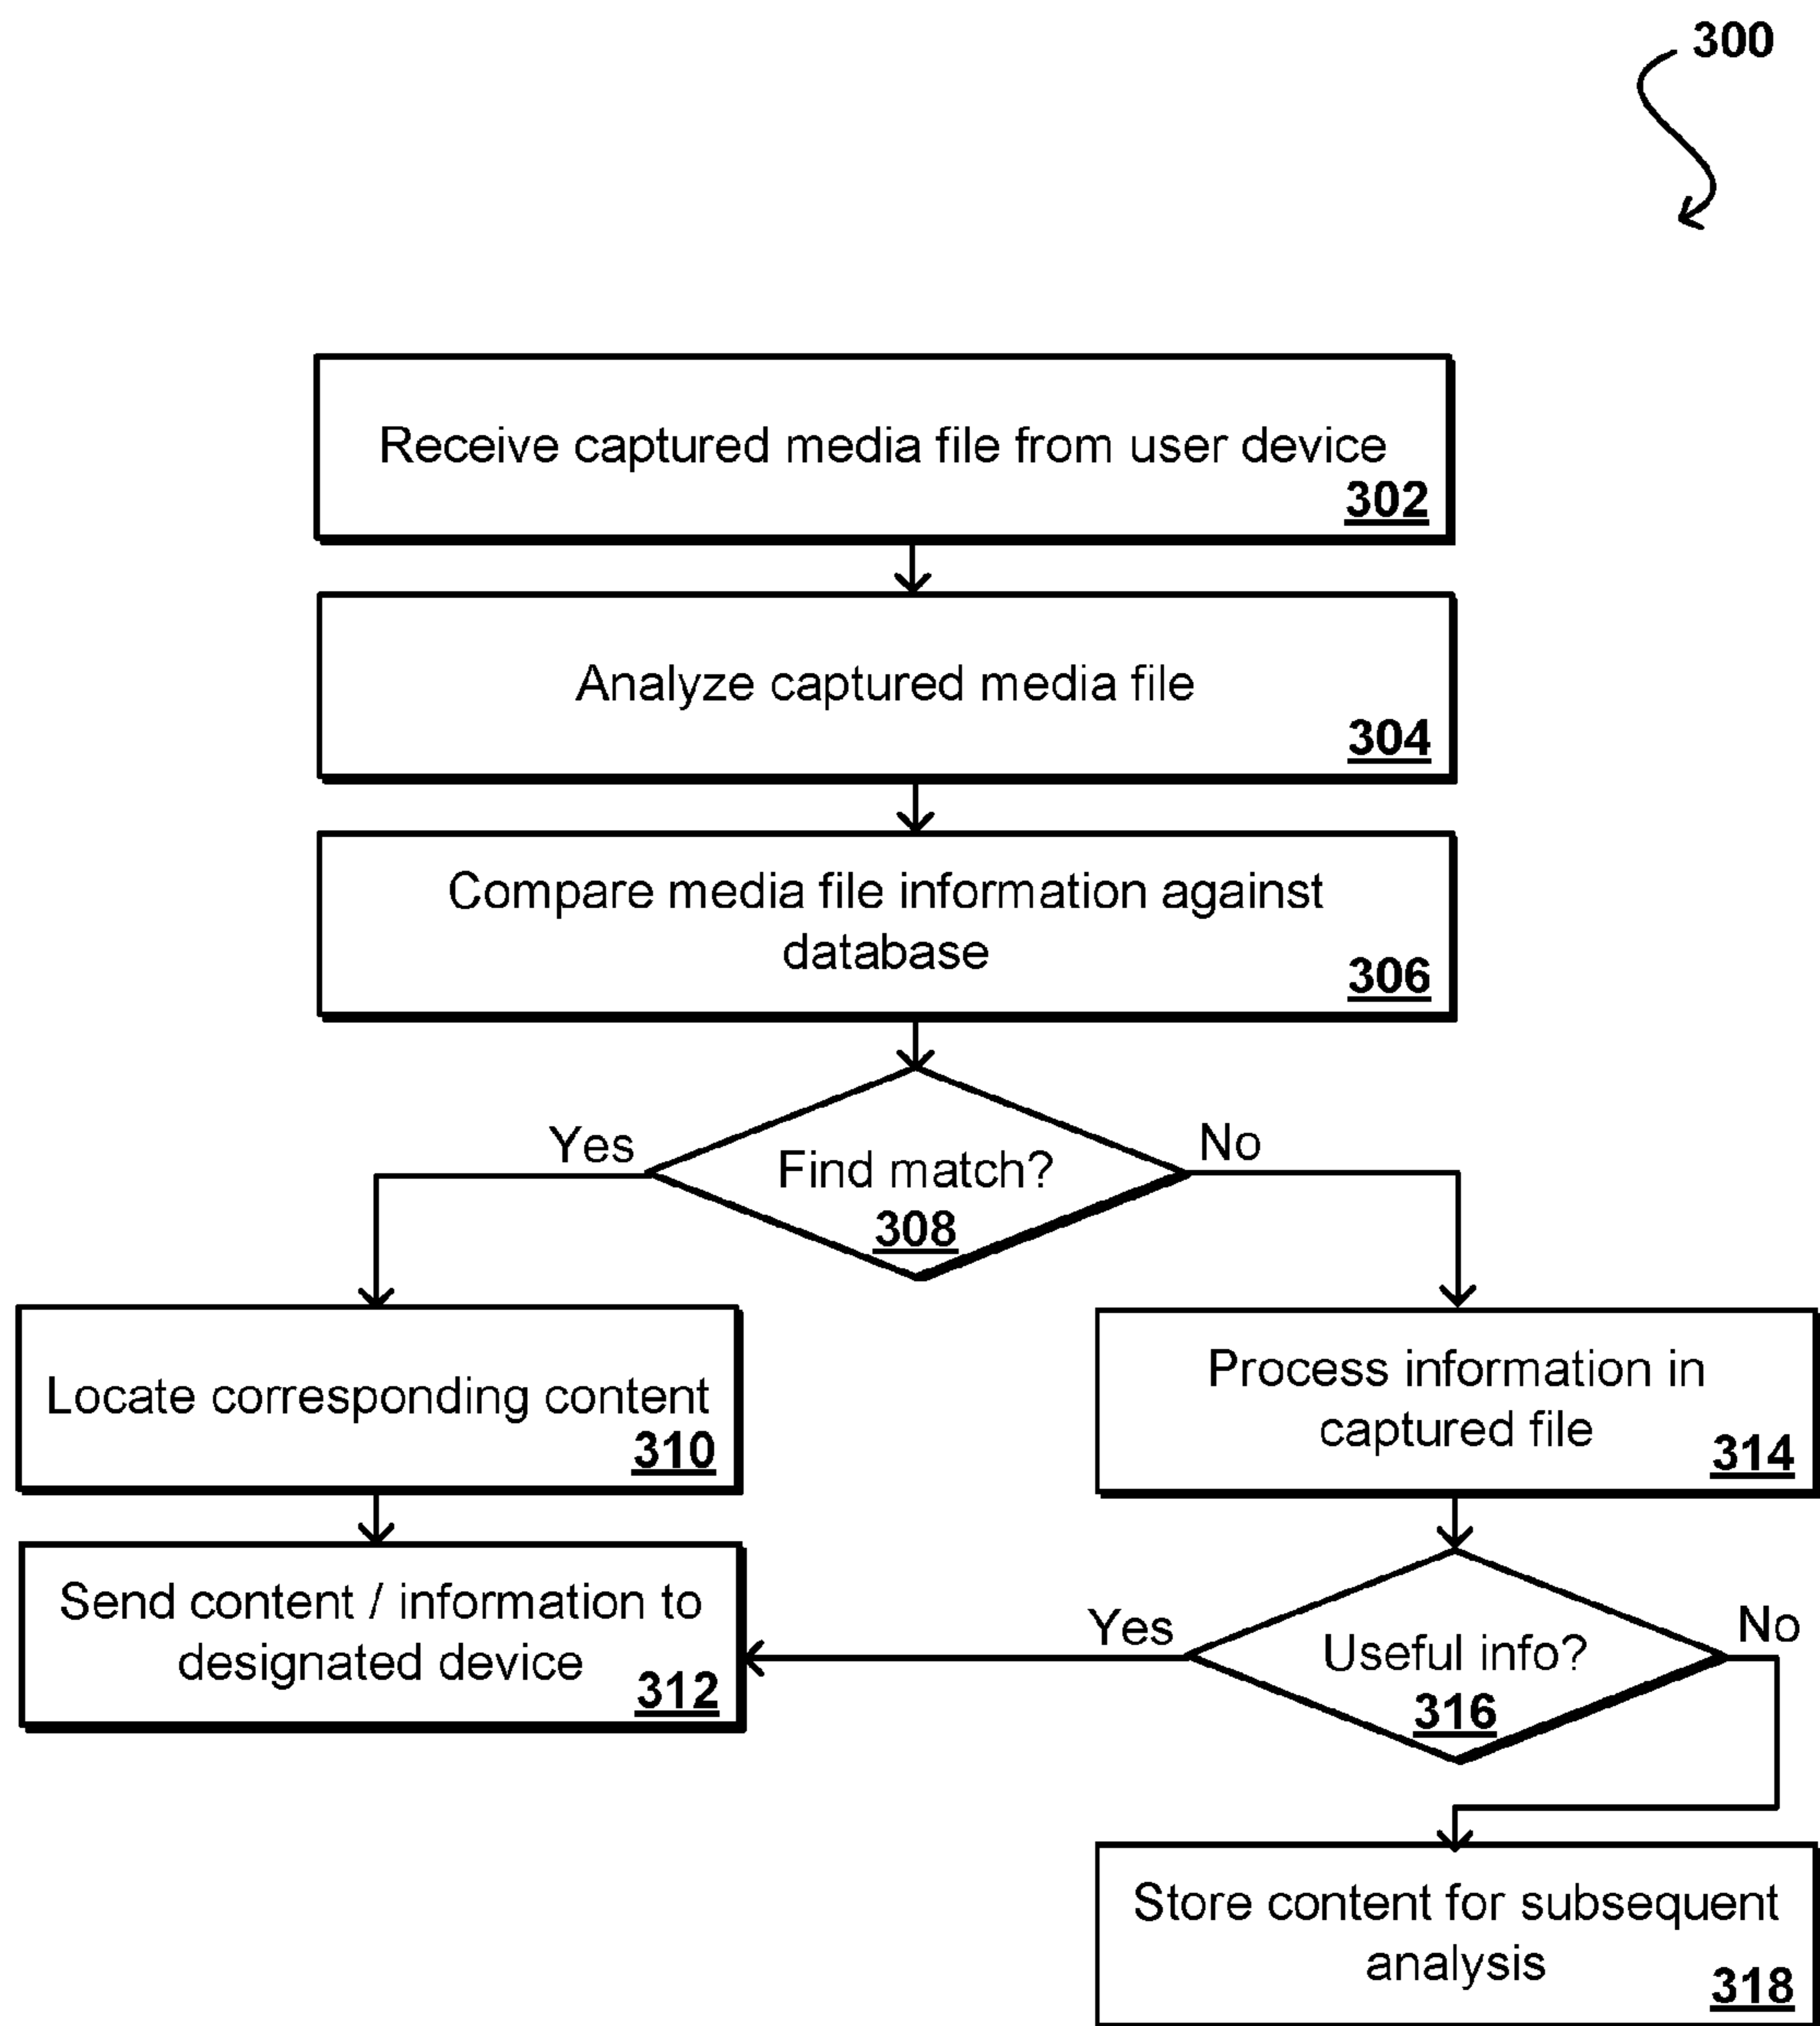 300
Receive captured media file from user device
302
Analyze captured media file
304
Compare media file information against
database
306
Yes
No
Find match?
308
Locate corresponding content
310
Process information in
captured file
314
Send content / information to
designated device
312
Yes
No
Useful info?
316
Store content for subsequent
analysis
318